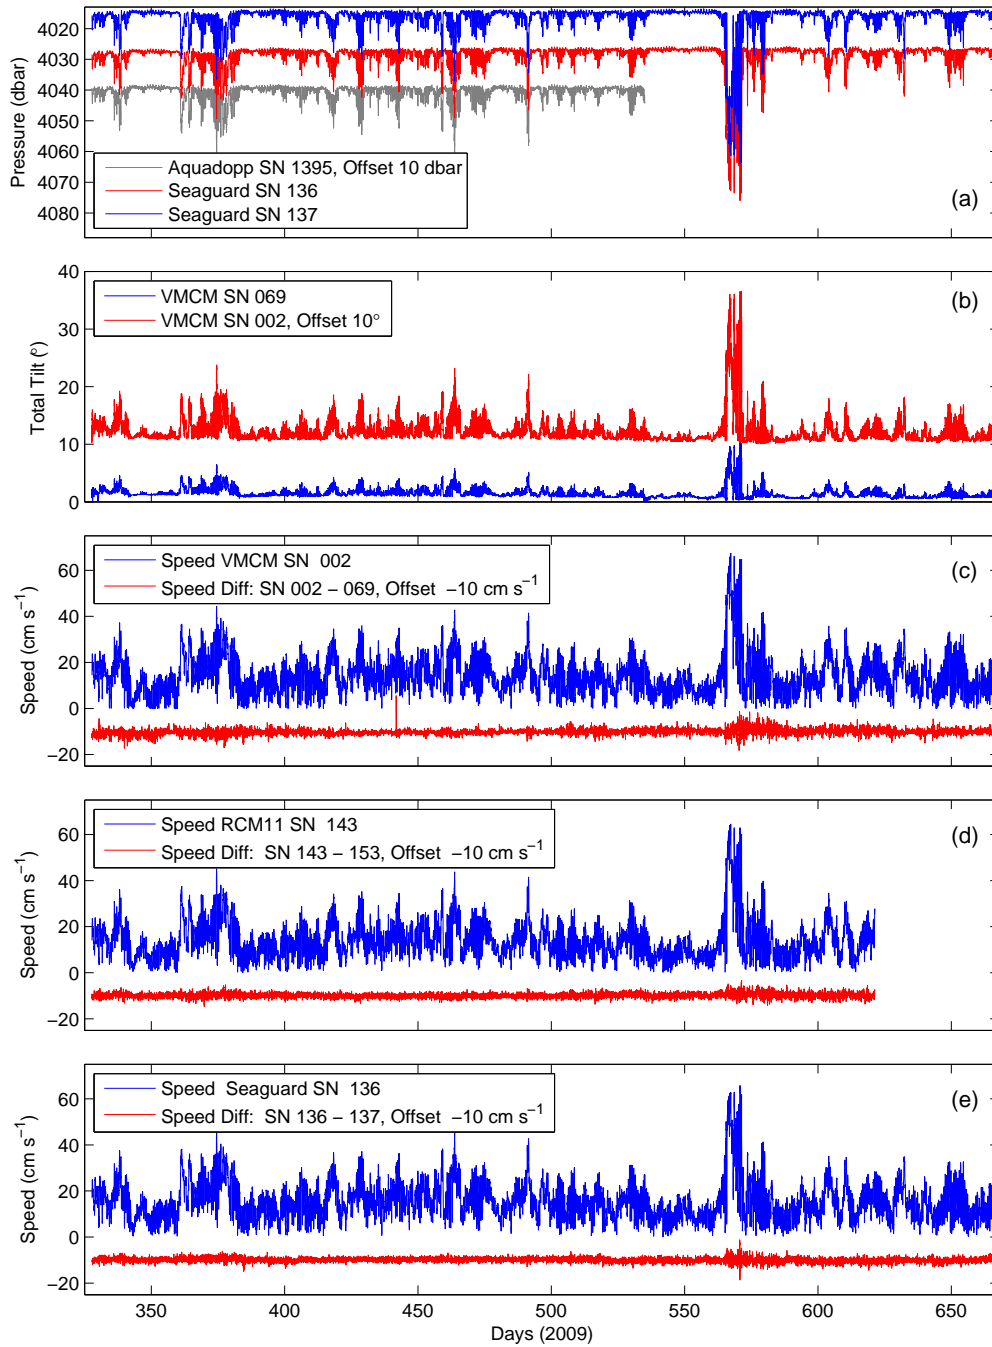 4020
4030
4040
4050
4060
4070
4080
Pressure (dbar)
Aquadopp SN 1395, Offset 10 dbar
Seaguard SN 136
Seaguard SN 137
(a)
40
30
20
10
0
Total Tilt (°)
VMCM SN 069
VMCM SN 002, Offset 10°
(b)
60
40
20
0
−20
Speed (cm s⁻¹)
Speed VMCM SN 002
Speed Diff: SN 002 − 069, Offset −10 cm s⁻¹
(c)
60
40
20
0
−20
Speed (cm s⁻¹)
Speed RCM11 SN 143
Speed Diff: SN 143 − 153, Offset −10 cm s⁻¹
(d)
60
40
20
0
−20
Speed (cm s⁻¹)
Speed Seaguard SN 136
Speed Diff: SN 136 − 137, Offset −10 cm s⁻¹
(e)
350 400 450 500 550 600 650
Days (2009)